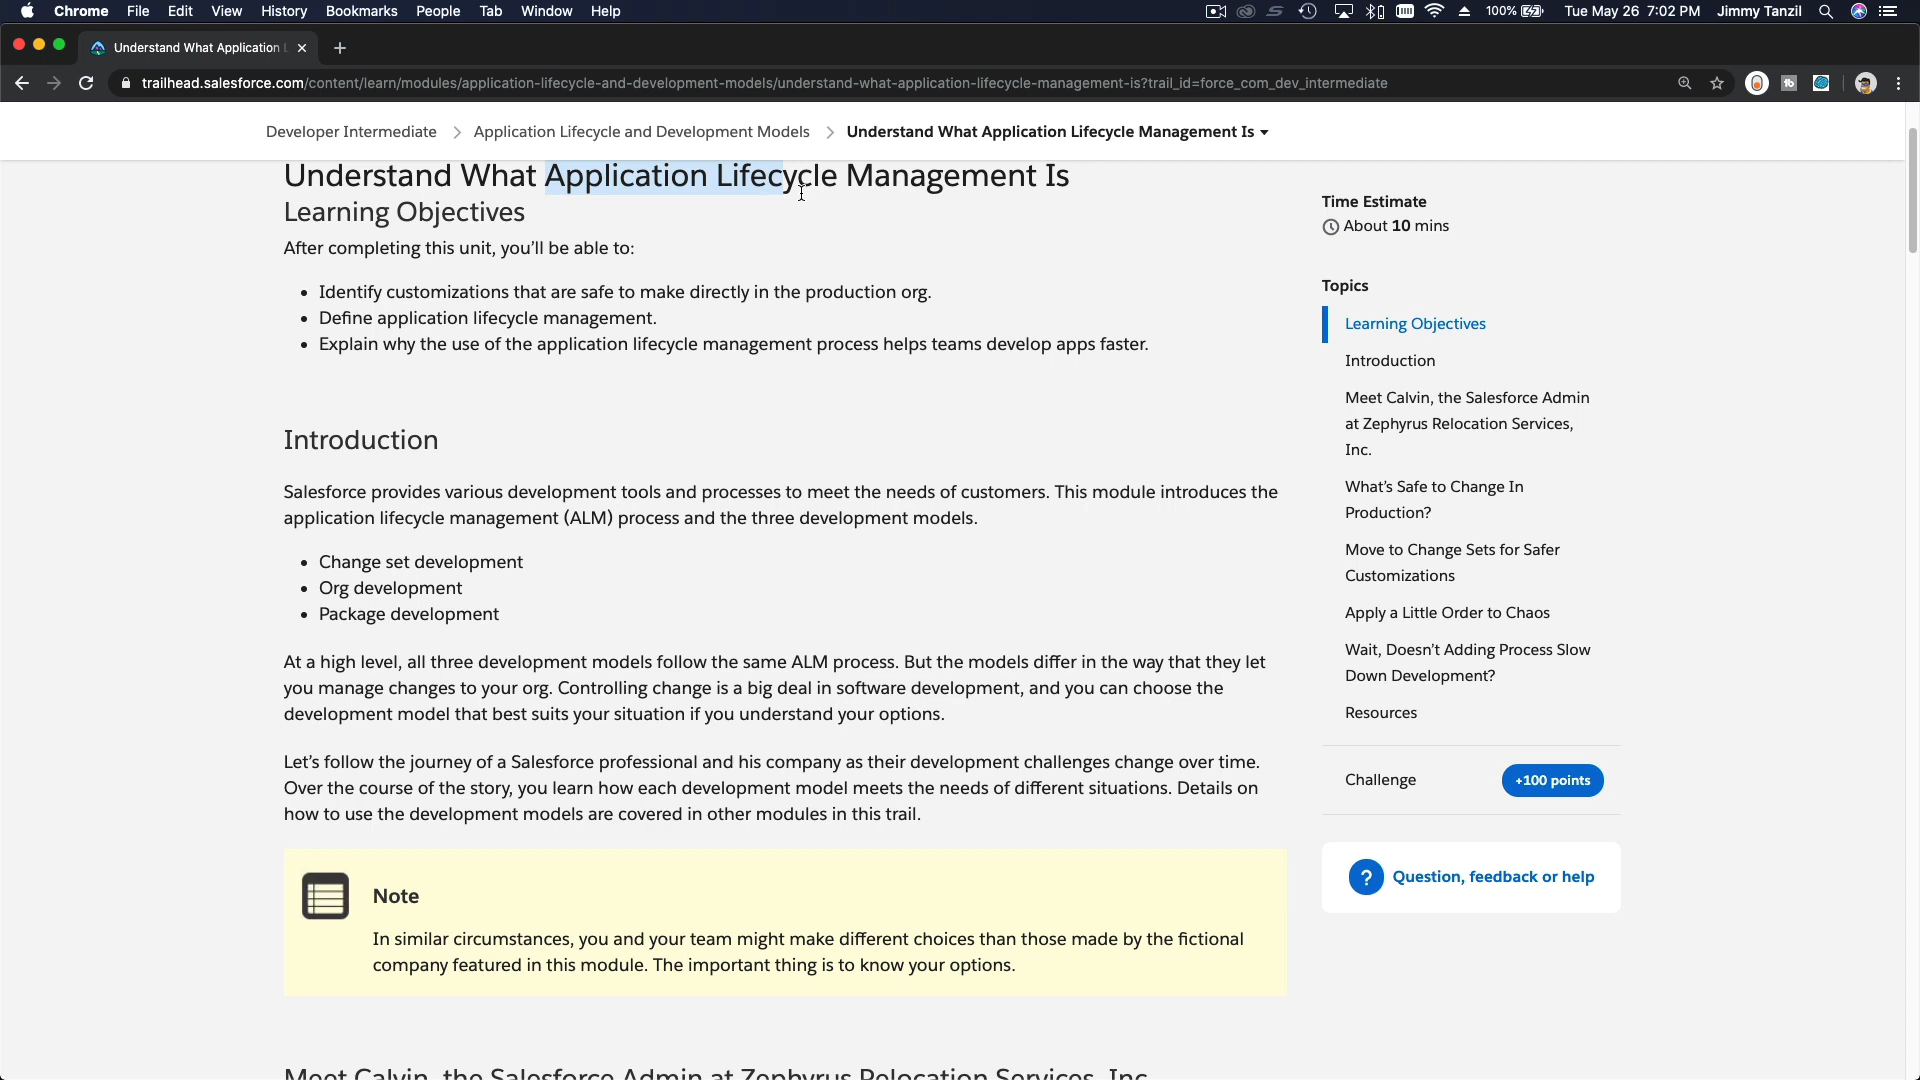 Chrome File Edit View History Bookmarks People Tab Window Help 100% Tue May 26 7:02 PM Jimmy Tanzil
Understand What Application L
trailhead.salesforce.com/content/learn/modules/application-lifecycle-and-development-models/understand-what-application-lifecycle-management-is?trail_id=force_com_dev_intermediate
Developer Intermediate > Application Lifecycle and Development Models > Understand What Application Lifecycle Management Is
Understand What Application Lifecycle Management Is
Learning Objectives
After completing this unit, you’ll be able to:
• Identify customizations that are safe to make directly in the production org.
• Define application lifecycle management.
• Explain why the use of the application lifecycle management process helps teams develop apps faster.
Introduction
Salesforce provides various development tools and processes to meet the needs of customers. This module introduces the
application lifecycle management (ALM) process and the three development models.
• Change set development
• Org development
• Package development
At a high level, all three development models follow the same ALM process. But the models differ in the way that they let
you manage changes to your org. Controlling change is a big deal in software development, and you can choose the
development model that best suits your situation if you understand your options.
Let’s follow the journey of a Salesforce professional and his company as their development challenges change over time.
Over the course of the story, you learn how each development model meets the needs of different situations. Details on
how to use the development models are covered in other modules in this trail.
Note
In similar circumstances, you and your team might make different choices than those made by the fictional
company featured in this module. The important thing is to know your options.
Meet Calvin, the Salesforce Admin at Zephyrus Relocation Services, Inc.
Time Estimate
About 10 mins
Topics
Learning Objectives
Introduction
Meet Calvin, the Salesforce Admin
at Zephyrus Relocation Services,
Inc.
What’s Safe to Change In
Production?
Move to Change Sets for Safer
Customizations
Apply a Little Order to Chaos
Wait, Doesn’t Adding Process Slow
Down Development?
Resources
Challenge +100 points
? Question, feedback or help